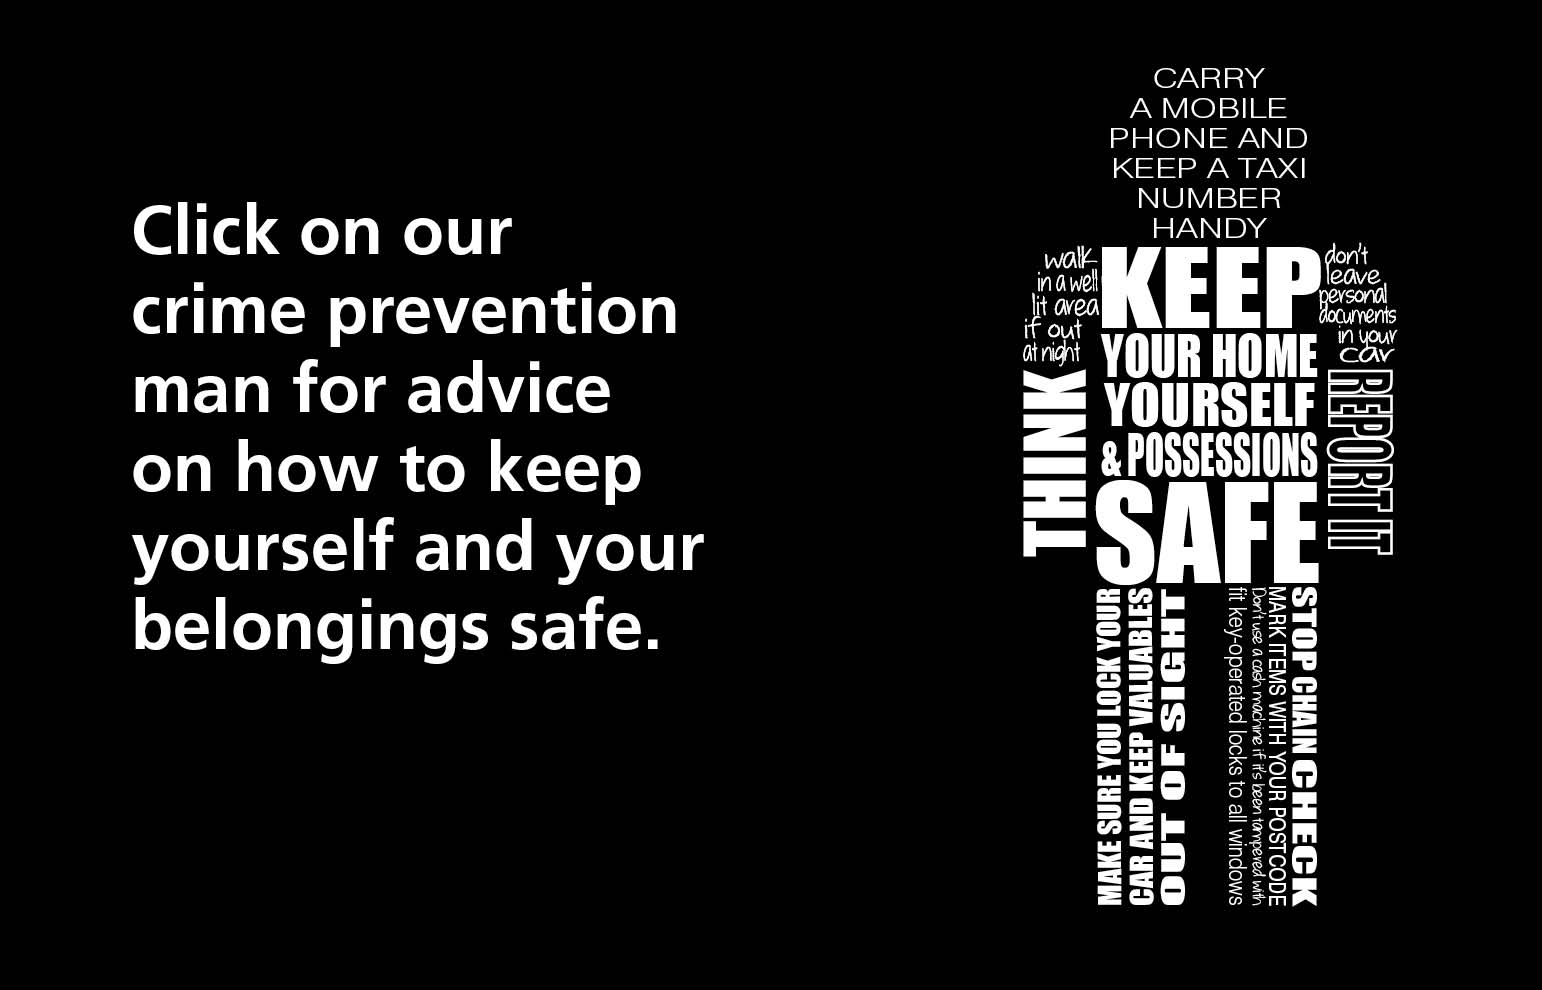 Click on our
crime prevention
man for advice
on how to keep
yourself and your
belongings safe.
CARRY
A MOBILE
PHONE AND
KEEP A TAXI
NUMBER
HANDY
walk
in a well
lit area
if out
at night
THINK
KEEP
YOUR HOME
YOURSELF
& POSSESSIONS
SAFE
don't
leave
personal
documents
in your
car
REPORT IT
MAKE SURE YOU LOCK YOUR
CAR AND KEEP VALUABLES
OUT OF SIGHT
STOP CHAIN CHECK
MARK ITEMS WITH YOUR POSTCODE
Don't use a cash machine if it's been tampered with
fit key-operated locks to all windows